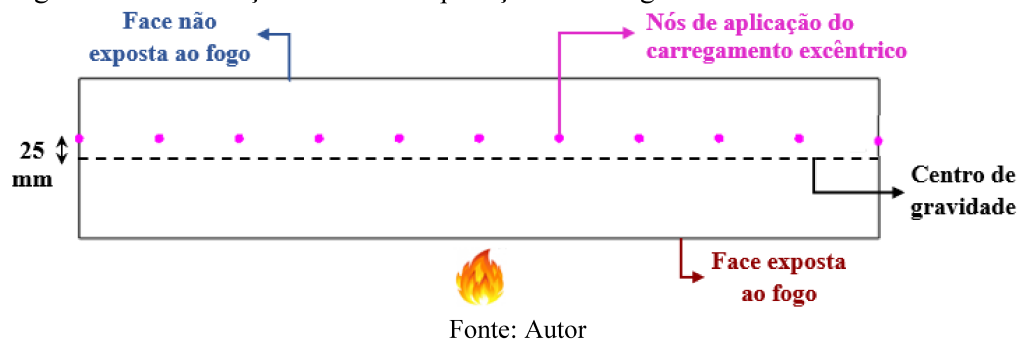 Face não
exposta ao fogo
Nós de aplicação do
carregamento excêntrico
25
mm
Centro de
gravidade
Face exposta
ao fogo
Fonte: Autor